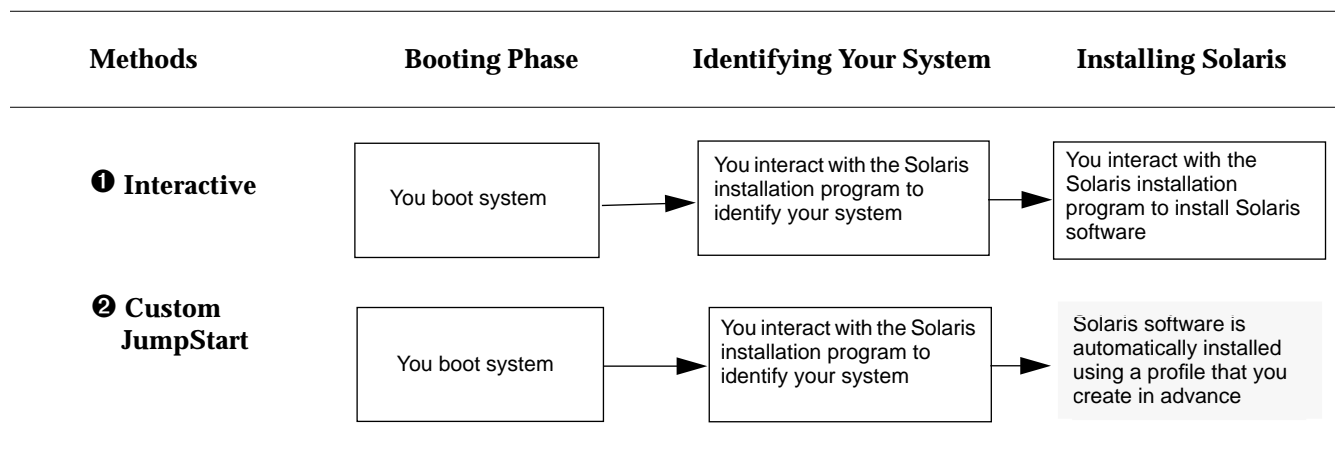 Methods Booting Phase Identifying Your System Installing Solaris
❶ Interactive
You boot system
You interact with the Solaris
installation program to
identify your system
You interact with the
Solaris installation
program to install Solaris
software
❷ Custom
JumpStart
You boot system
You interact with the Solaris
installation program to
identify your system
Solaris software is
automatically installed
using a profile that you
create in advance